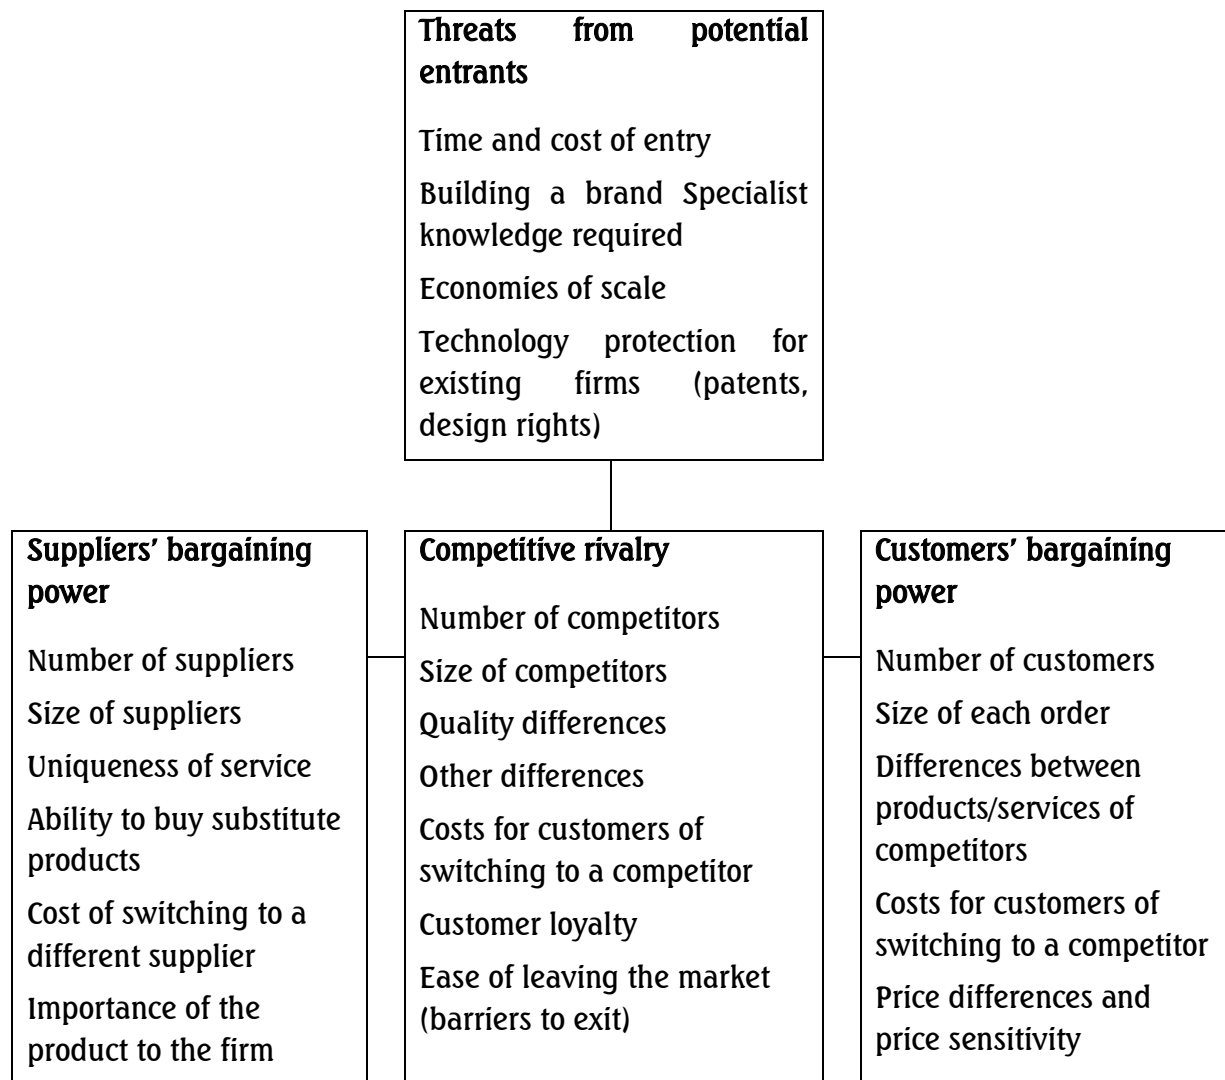 Threats from potential
entrants
Time and cost of entry
Building a brand Specialist
knowledge required
Economies of scale
Technology protection for
existing firms (patents,
design rights)
Suppliers’ bargaining
power
Number of suppliers
Size of suppliers
Uniqueness of service
Ability to buy substitute
products
Cost of switching to a
different supplier
Importance of the
product to the firm
Competitive rivalry
Number of competitors
Size of competitors
Quality differences
Other differences
Costs for customers of
switching to a competitor
Customer loyalty
Ease of leaving the market
(barriers to exit)
Customers’ bargaining
power
Number of customers
Size of each order
Differences between
products/services of
competitors
Costs for customers of
switching to a competitor
Price differences and
price sensitivity